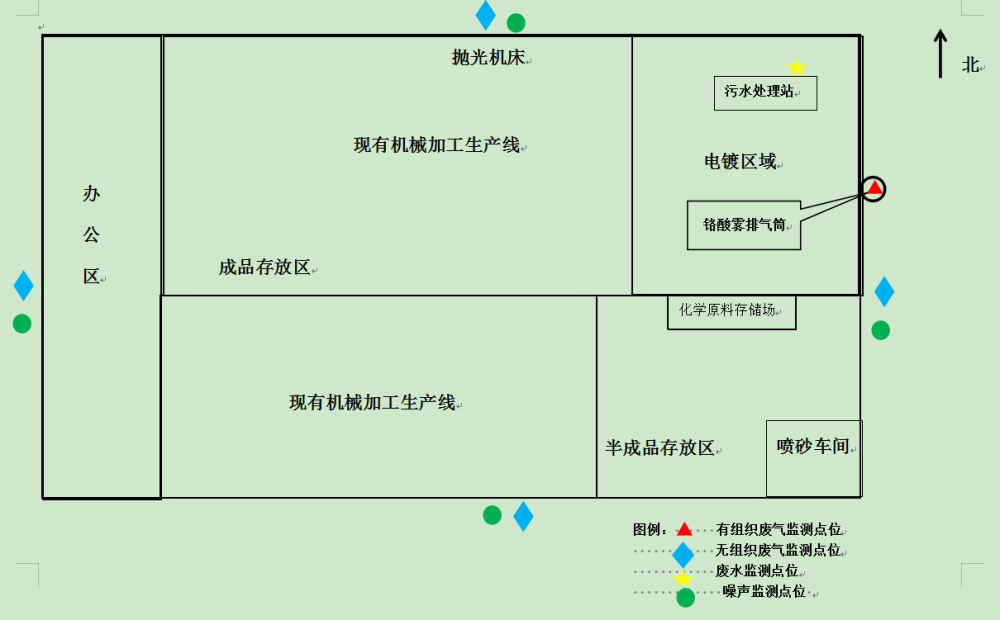 抛光机床
北
污水处理站
现有机械加工生产线
电镀区域
办
公
区
铬酸雾排气筒
成品存放区
化学原料存储场
现有机械加工生产线
半成品存放区
喷砂车间
图例：
有组织废气监测点位
无组织废气监测点位
废水监测点位
噪声监测点位